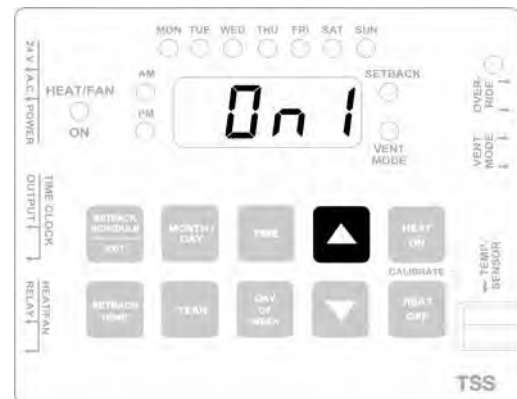 MON TUE WED THU FRI SAT SUN
24 V. (A.C.) POWER
HEAT/FAN
ON
AM
PM
0n 1
SETBACK
VENT
MODE
OVER-
RIDE
VENT
MODE
TIME CLOCK
OUTPUT
SETBACK
SCHEDULE
EXIT
MONTH /
DAY
TIME
HEAT
ON
CALIBRATE
TEMP.
SENSOR
HEAT/FAN
RELAY
SETBACK
TEMP
YEAR
DAY
OF
WEEK
HEAT
OFF
TSS